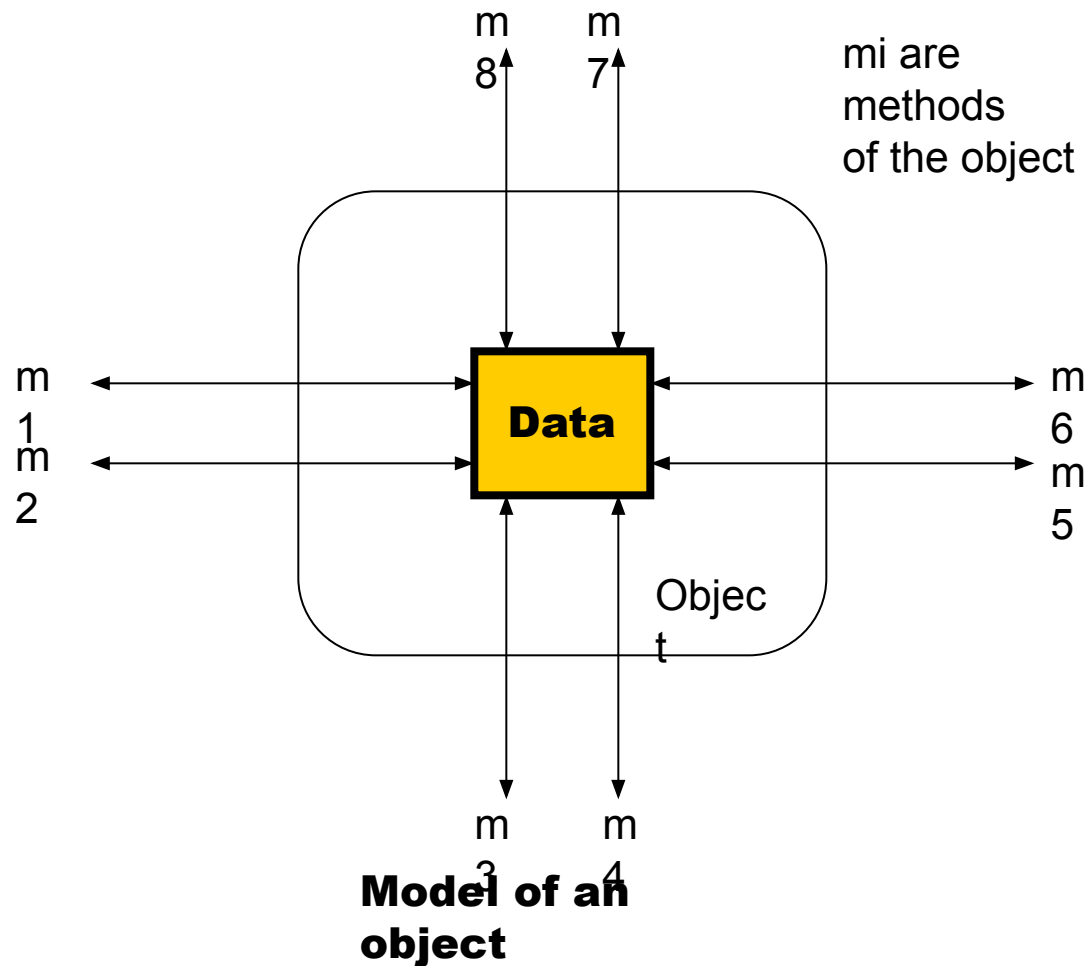 m
8
m
7
mi are
methods
of the object
m
1
m
2
Data
m
6
m
5
Objec
t
m
3
m
4
Model of an
object